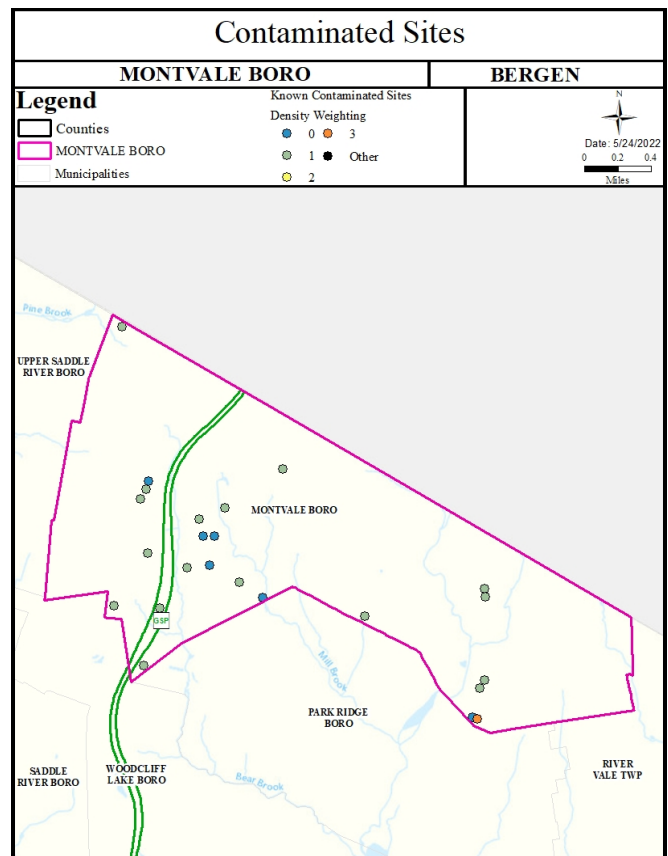 Contaminated Sites
MONTVALE BORO
BERGEN
Legend
Counties
MONTVALE BORO
Municipalities
Known Contaminated Sites
Density Weighting
0 3
1 Other
2
N
Date: 5/24/2022
0 0.2 0.4
Miles
Pine Brook
UPPER SADDLE
RIVER BORO
MONTVALE BORO
GSP
Mill Brook
PARK RIDGE
BORO
SADDLE
RIVER BORO
WOODCLIFF
LAKE BORO
Bear Brook
RIVER
VALE TWP